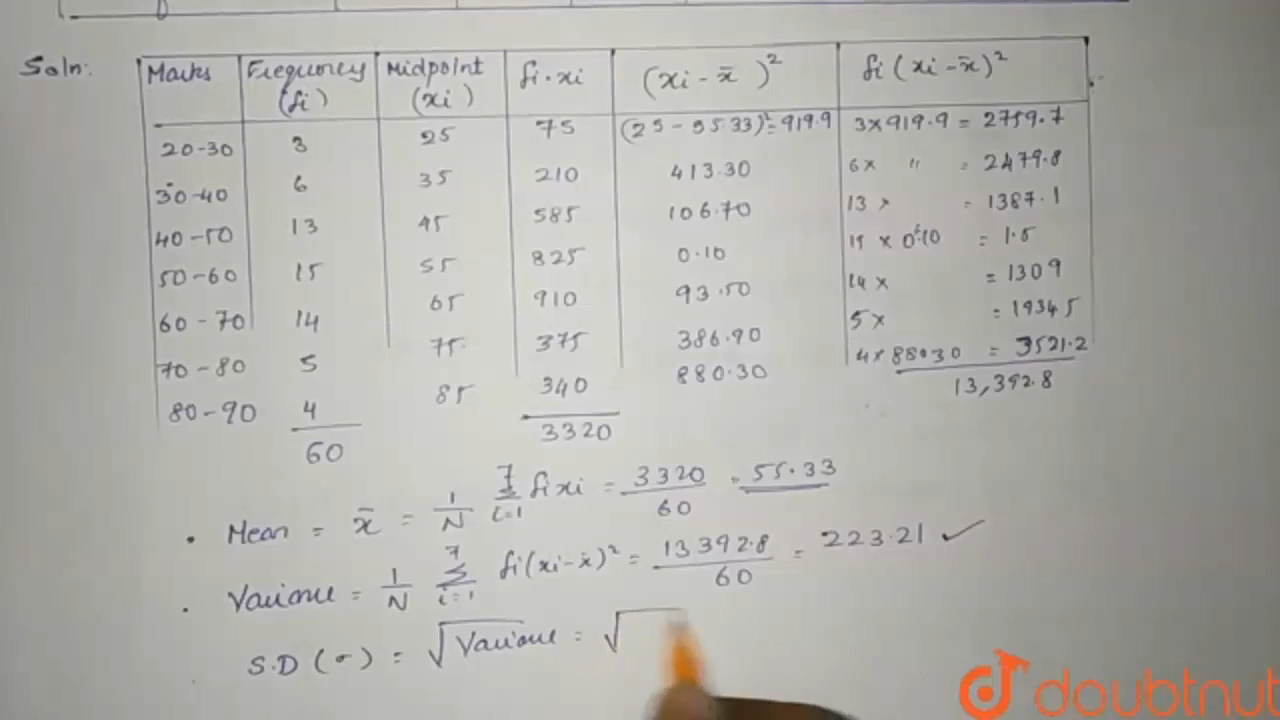 Soln:
Marks Frequency (fi) Midpoint (xi) fi·xi (xi - x̄)² fi(xi - x̄)²
20-30 3 25 75 (25 - 55.33)² = 919.9 3×919.9 = 2759.7
30-40 6 35 210 413.30 6× " = 2479.8
40-50 13 45 585 106.70 13× = 1387.1
50-60 15 55 825 0.10 15 × 0.10 = 1.5
60-70 14 65 910 93.50 14× = 1309
70-80 5 75 375 386.90 5× = 1934.5
80-90 4 85 340 880.30 4×880.30 = 3521.2
60 3320 13,392.8
• Mean = x̄ = 1/N 7Σi=1 fixi = 3320/60 = 55.33
• Variance = 1/N 7Σi=1 fi(xi-x̄)² = 13392.8/60 = 223.21 ✓
S.D (σ) = √Variance = √
doubtnut